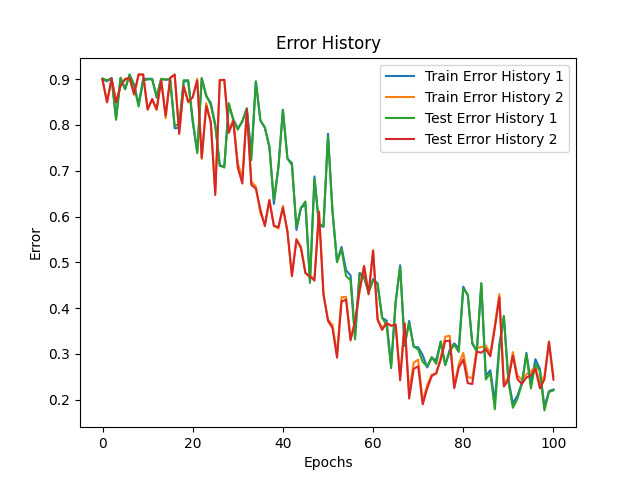 Error History
Train Error History 1
Train Error History 2
Test Error History 1
Test Error History 2
0.9
0.8
0.7
0.6
0.5
0.4
0.3
0.2
Error
0
20
40
60
80
100
Epochs